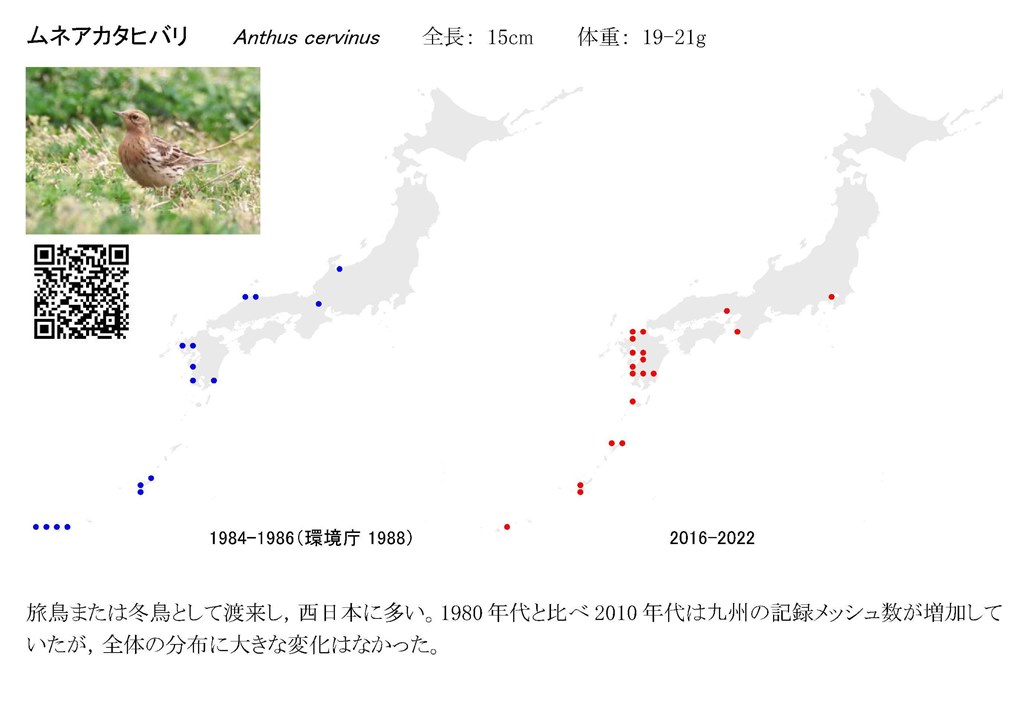 ムネアカタヒバリ Anthus cervinus 全長: 15cm 体重: 19-21g
1984-1986(環境庁 1988) 2016-2022
旅鳥または冬鳥として渡来し,西日本に多い。1980 年代と比べ 2010 年代は九州の記録メッシュ数が増加して
いたが,全体の分布に大きな変化はなかった。